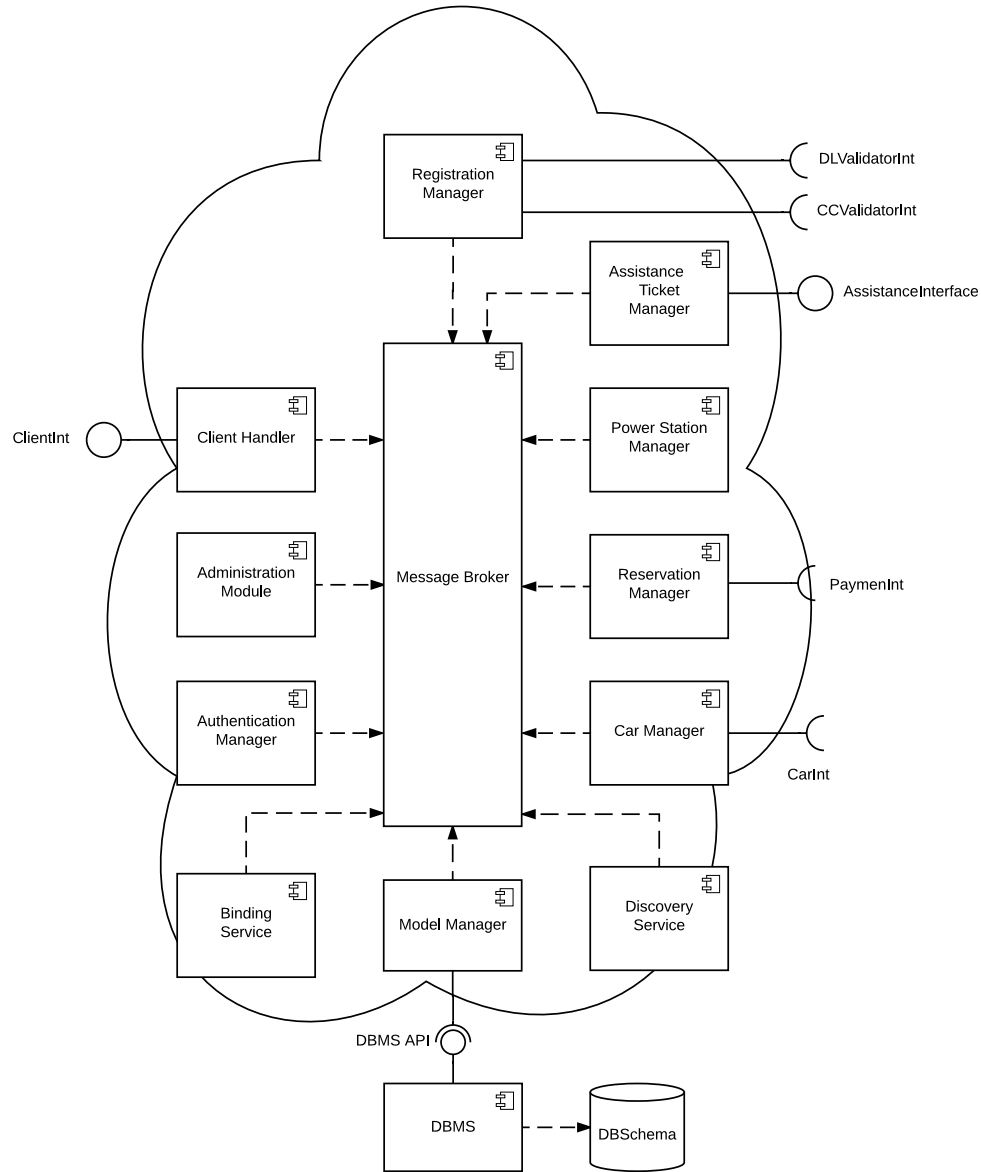 Registration
Manager
DLValidatorInt
CCValidatorInt
Assistance
Ticket
Manager
AssistanceInterface
ClientInt
Client Handler
Power Station
Manager
Administration
Module
Message Broker
Reservation
Manager
PaymenInt
Authentication
Manager
Car Manager
CarInt
Binding
Service
Model Manager
Discovery
Service
DBMS API
DBMS
DBSchema